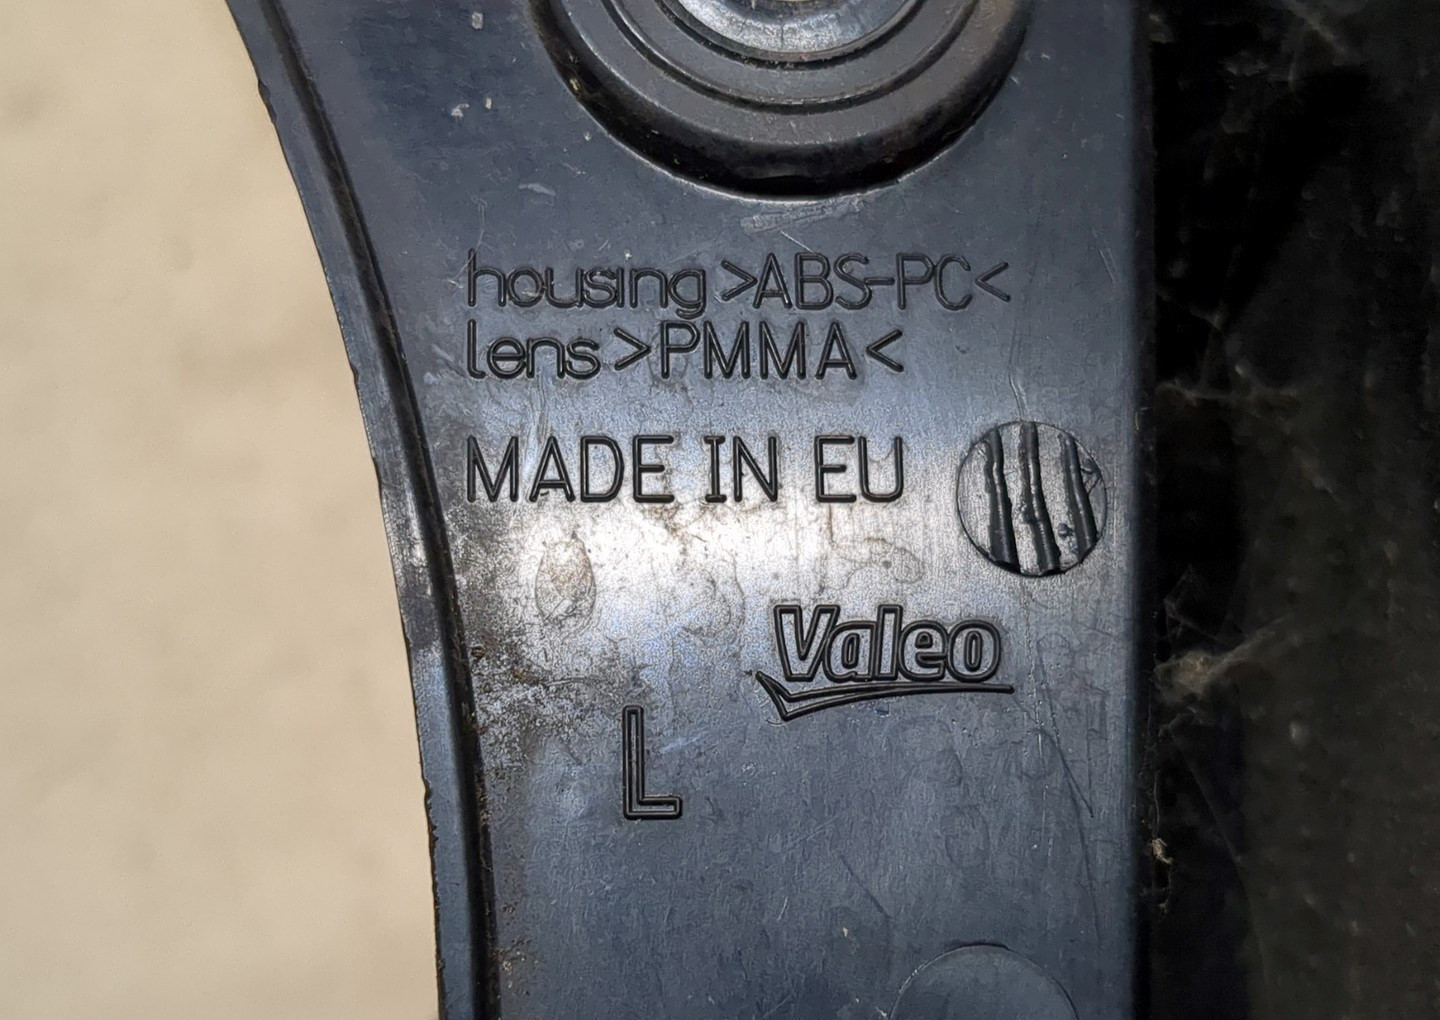 housing >ABS-PC<
lens >PMMA<
MADE IN EU
Valeo
L